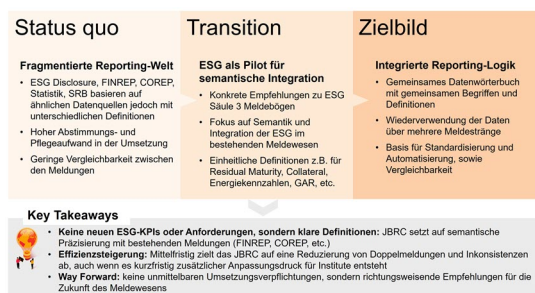 Status quo
Fragmentierte Reporting-Welt
• ESG Disclosure, FINREP, COREP,
Statistik, SRB basieren auf
ähnlichen Datenquellen jedoch mit
unterschiedlichen Definitionen
• Hoher Abstimmungs- und
Pflegeaufwand in der Umsetzung
• Geringe Vergleichbarkeit zwischen
den Meldungen
Transition
ESG als Pilot für
semantische Integration
• Konkrete Empfehlungen zu ESG
Säule 3 Meldebögen
• Fokus auf Semantik und
Integration der ESG im
bestehenden Meldewesen
• Einheitliche Definitionen z.B. für
Residual Maturity, Collateral,
Energiekennzahlen, GAR, etc.
Zielbild
Integrierte Reporting-Logik
• Gemeinsames Datenwörterbuch
mit gemeinsamen Begriffen und
Definitionen
• Wiederverwendung der Daten
über mehrere Meldestränge
• Basis für Standardisierung und
Automatisierung, sowie
Vergleichbarkeit
Key Takeaways
• Keine neuen ESG-KPIs oder Anforderungen, sondern klare Definitionen: JBRC setzt auf semantische
Präzisierung mit bestehenden Meldungen (FINREP, COREP, etc.)
• Effizienzsteigerung: Mittelfristig zielt das JBRC auf eine Reduzierung von Doppelmeldungen und Inkonsistenzen
ab, auch wenn es kurzfristig zusätzlicher Anpassungsdruck für Institute entsteht
• Way Forward: keine unmittelbaren Umsetzungsverpflichtungen, sondern richtungsweisende Empfehlungen für die
Zukunft des Meldewesens